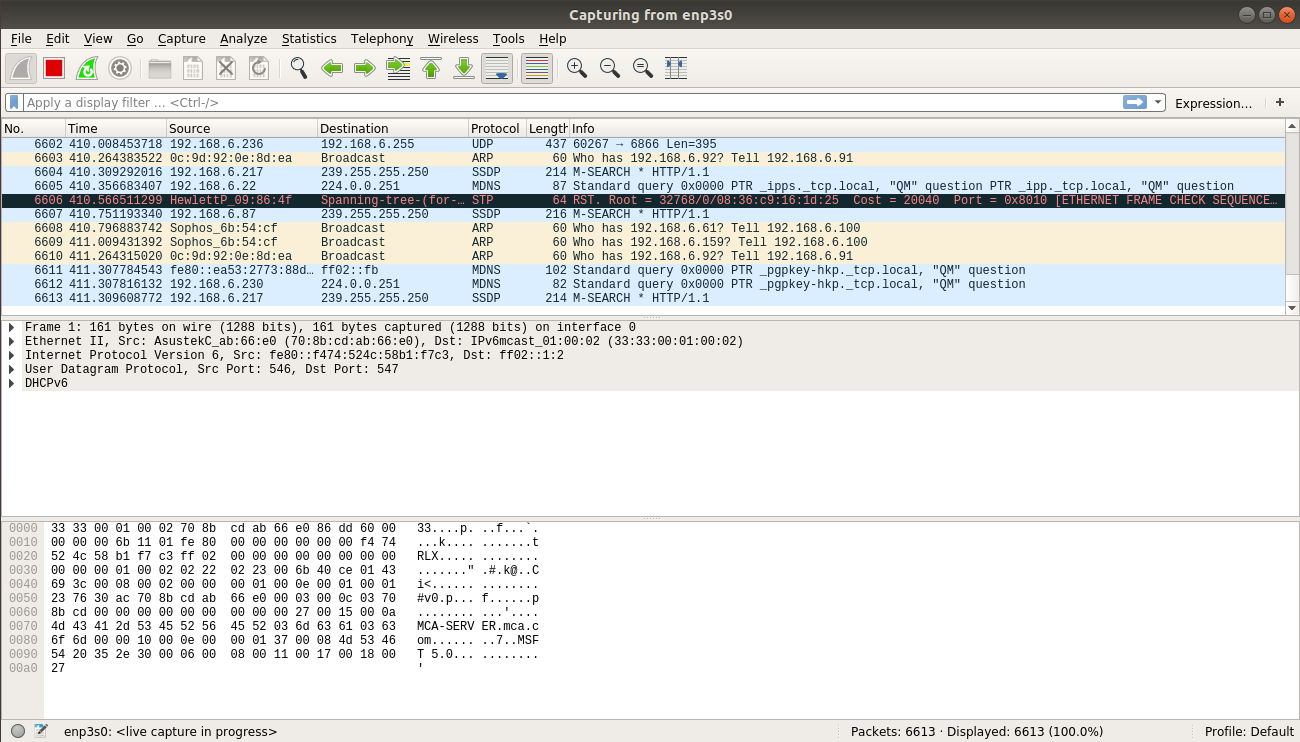 Capturing from enp3s0
File Edit View Go Capture Analyze Statistics Telephony Wireless Tools Help
Apply a display filter … <Ctrl-/> Expression… +
No. Time Source Destination Protocol Length Info
6602 410.008453718 192.168.6.236 192.168.6.255 UDP 437 60267 → 6866 Len=395
6603 410.264383522 0c:9d:92:0e:8d:ea Broadcast ARP 60 Who has 192.168.6.92? Tell 192.168.6.91
6604 410.309292016 192.168.6.217 239.255.255.250 SSDP 214 M-SEARCH * HTTP/1.1
6605 410.356683407 192.168.6.22 224.0.0.251 MDNS 87 Standard query 0x0000 PTR _ipps._tcp.local, "QM" question PTR _ipp._tcp.local, "QM" question
6606 410.566511299 HewlettP_09:86:4f Spanning-tree-(for-… STP 64 RST. Root = 32768/0/08:36:c9:16:1d:25 Cost = 20040 Port = 0x8010 [ETHERNET FRAME CHECK SEQUENCE…
6607 410.751193340 192.168.6.87 239.255.255.250 SSDP 216 M-SEARCH * HTTP/1.1
6608 410.796883742 Sophos_6b:54:cf Broadcast ARP 60 Who has 192.168.6.61? Tell 192.168.6.100
6609 411.009431392 Sophos_6b:54:cf Broadcast ARP 60 Who has 192.168.6.159? Tell 192.168.6.100
6610 411.264315020 0c:9d:92:0e:8d:ea Broadcast ARP 60 Who has 192.168.6.92? Tell 192.168.6.91
6611 411.307784543 fe80::ea53:2773:88d… ff02::fb MDNS 102 Standard query 0x0000 PTR _pgpkey-hkp._tcp.local, "QM" question
6612 411.307816132 192.168.6.230 224.0.0.251 MDNS 82 Standard query 0x0000 PTR _pgpkey-hkp._tcp.local, "QM" question
6613 411.309608772 192.168.6.217 239.255.255.250 SSDP 214 M-SEARCH * HTTP/1.1
Frame 1: 161 bytes on wire (1288 bits), 161 bytes captured (1288 bits) on interface 0
Ethernet II, Src: AsustekC_ab:66:e0 (70:8b:cd:ab:66:e0), Dst: IPv6mcast_01:00:02 (33:33:00:01:00:02)
Internet Protocol Version 6, Src: fe80::f474:524c:58b1:f7c3, Dst: ff02::1:2
User Datagram Protocol, Src Port: 546, Dst Port: 547
DHCPv6
0000 33 33 00 01 00 02 70 8b cd ab 66 e0 86 dd 60 00 33....p. ..f...`.
0010 00 00 00 6b 11 01 fe 80 00 00 00 00 00 00 f4 74 ...k.... .......t
0020 52 4c 58 b1 f7 c3 ff 02 00 00 00 00 00 00 00 00 RLX..... ........
0030 00 00 00 01 00 02 02 22 02 23 00 6b 40 ce 01 43 ......." .#.k@..C
0040 69 3c 00 08 00 02 00 00 00 01 00 0e 00 01 00 01 i<...... ........
0050 23 76 30 ac 70 8b cd ab 66 e0 00 03 00 0c 03 70 #v0.p... f......p
0060 8b cd 00 00 00 00 00 00 00 00 00 27 00 15 00 0a ........ ...'....
0070 4d 43 41 2d 53 45 52 56 45 52 03 6d 63 61 03 63 MCA-SERV ER.mca.c
0080 6f 6d 00 00 10 00 0e 00 00 01 37 00 08 4d 53 46 om...... ..7..MSF
0090 54 20 35 2e 30 00 06 00 08 00 11 00 17 00 18 00 T 5.0... ........
00a0 27 '
enp3s0: <live capture in progress> Packets: 6613 · Displayed: 6613 (100.0%) Profile: Default